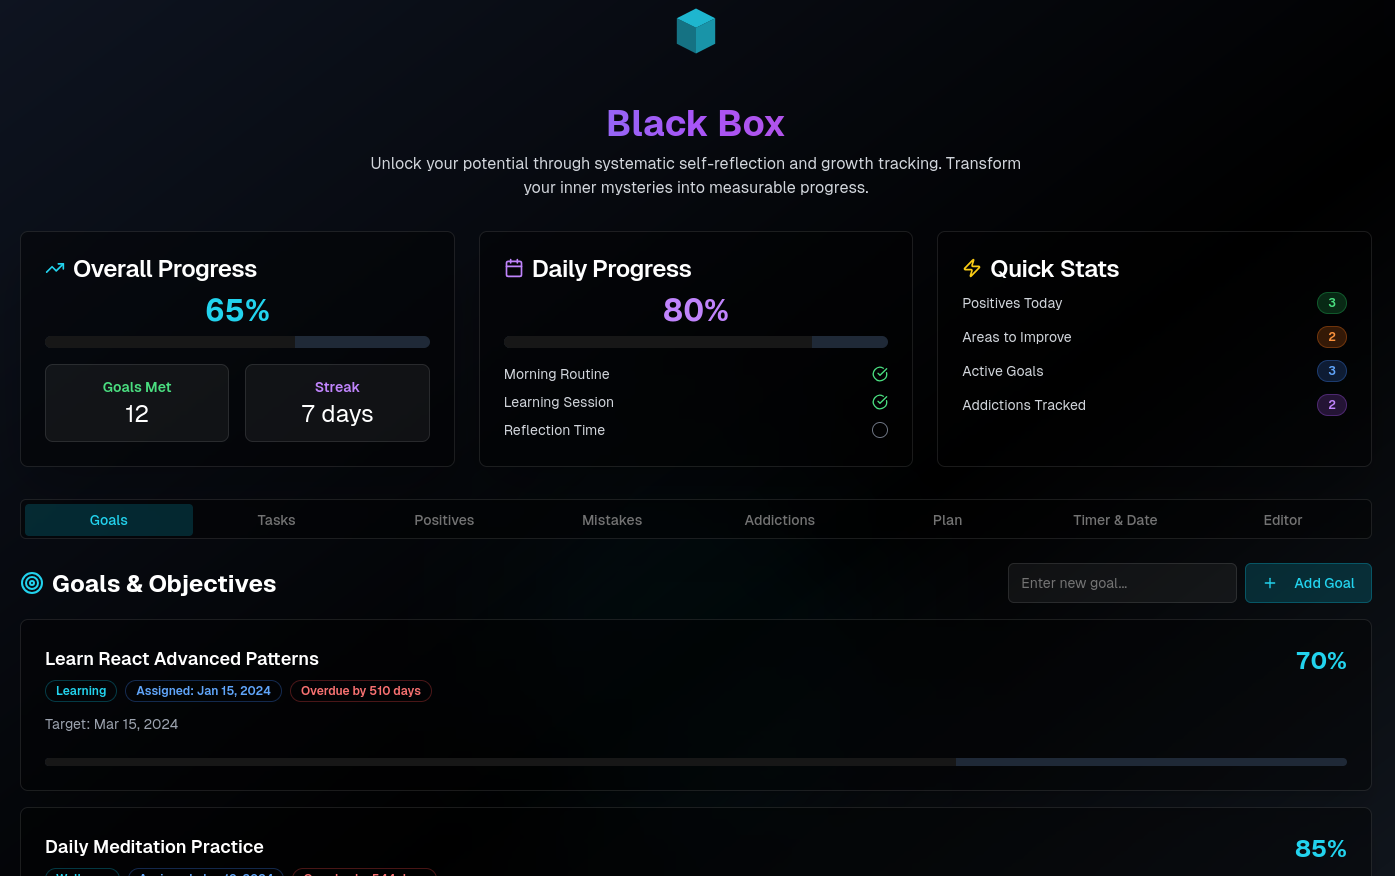 Black Box
Unlock your potential through systematic self-reflection and growth tracking. Transform
your inner mysteries into measurable progress.
Overall Progress
65%
Goals Met
12
Streak
7 days
Daily Progress
80%
Morning Routine
Learning Session
Reflection Time
Quick Stats
Positives Today 3
Areas to Improve 2
Active Goals 3
Addictions Tracked 2
Goals Tasks Positives Mistakes Addictions Plan Timer & Date Editor
Goals & Objectives
Enter new goal...
+ Add Goal
Learn React Advanced Patterns
70%
Learning Assigned: Jan 15, 2024 Overdue by 510 days
Target: Mar 15, 2024
Daily Meditation Practice
85%